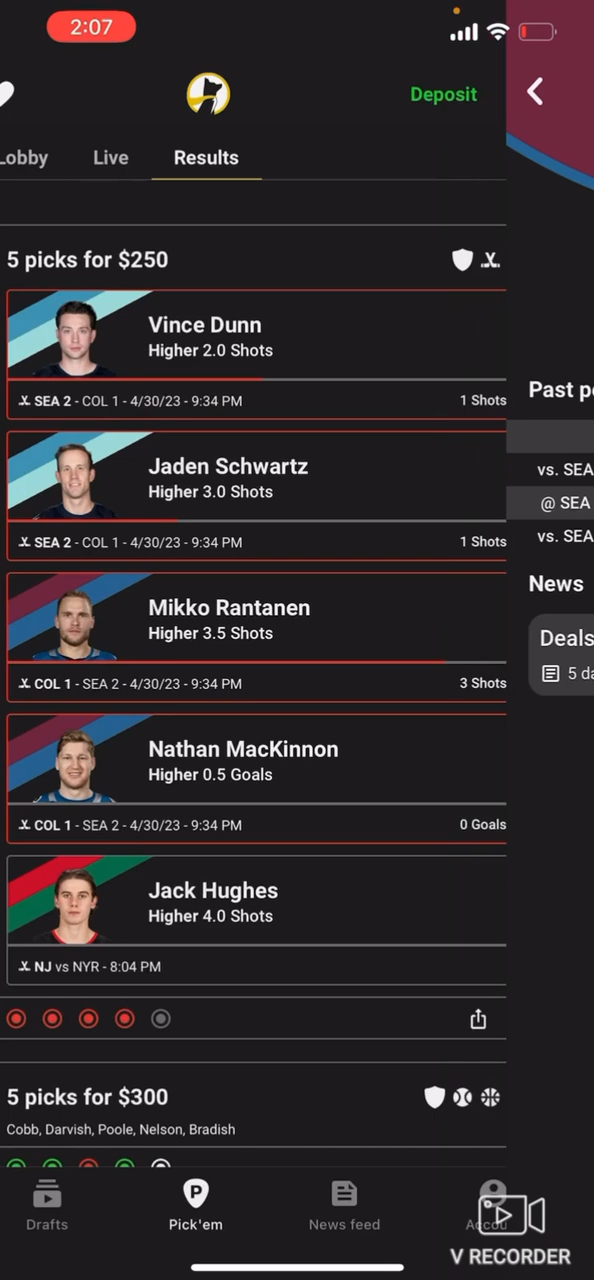 2:07
Deposit
Lobby
Live
Results
5 picks for $250
Vince Dunn
Higher 2.0 Shots
SEA 2 - COL 1 - 4/30/23 - 9:34 PM
1 Shots
Jaden Schwartz
Higher 3.0 Shots
SEA 2 - COL 1 - 4/30/23 - 9:34 PM
1 Shots
Mikko Rantanen
Higher 3.5 Shots
COL 1 - SEA 2 - 4/30/23 - 9:34 PM
3 Shots
Nathan MacKinnon
Higher 0.5 Goals
COL 1 - SEA 2 - 4/30/23 - 9:34 PM
0 Goals
Jack Hughes
Higher 4.0 Shots
NJ vs NYR - 8:04 PM
5 picks for $300
Cobb, Darvish, Poole, Nelson, Bradish
Drafts
P
Pick'em
News feed
Accou
V RECORDER
Past pe
vs. SEA
@ SEA
vs. SEA
News
Deals
5 da